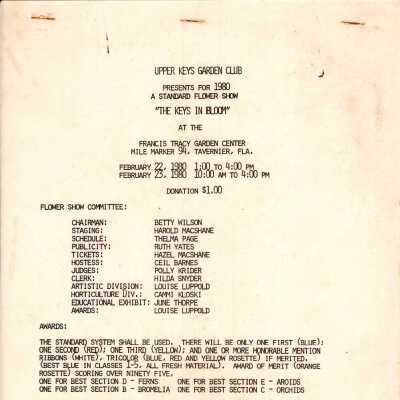 UPPER KEYS GARDEN CLUB
PRESENTS FOR 1980
A STANDARD FLOWER SHOW
"THE KEYS IN BLOOM"
AT THE
FRANCIS TRACY GARDEN CENTER
MILE MARKER 94, TAVERNIER, FLA.
FEBRUARY 22, 1980 1:00 TO 4:00 PM
FEBRUARY 23, 1980 10:00 AM TO 4:00 PM
DONATION $1.00
FLOWER SHOW COMMITTEE:
CHAIRMAN: BETTY WILSON
STAGING: HAROLD MACSHANE
SCHEDULE: THELMA PAGE
PUBLICITY: RUTH YATES
TICKETS: HAZEL MACSHANE
HOSTESS: CEIL BARNES
JUDGES: POLLY KRIDER
CLERK: HILDA SNYDER
ARTISTIC DIVISION: LOUISE LUPPOLD
HORTICULTURE DIV.: CAMMI KLOSKI
EDUCATIONAL EXHIBIT: JUNE THORPE
AWARDS: LOUISE LUPPOLD
AWARDS:
THE STANDARD SYSTEM SHALL BE USED. THERE WILL BE ONLY ONE FIRST (BLUE);
ONE SECOND (RED); ONE THIRD (YELLOW); AND ONE OR MORE HONORABLE MENTION
RIBBONS (WHITE), TRICOLOR (BLUE, RED AND YELLOW ROSETTE) IF MERITED.
(BEST BLUE IN CLASSES 1-5, ALL FRESH MATERIAL). AWARD OF MERIT (ORANGE
ROSETTE) SCORING OVER NINETY FIVE.
ONE FOR BEST SECTION D - FERNS ONE FOR BEST SECTION E - AROIDS
ONE FOR BEST SECTION B - BROMELIA ONE FOR BEST SECTION C - ORCHIDS